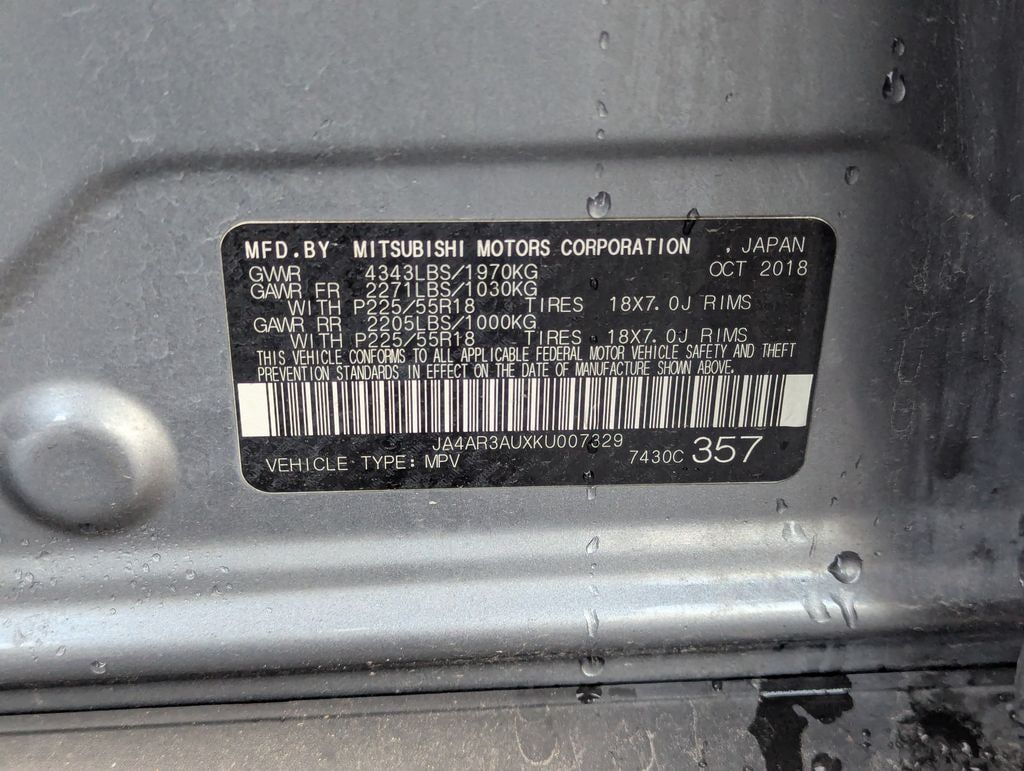 MFD.BY MITSUBISHI MOTORS CORPORATION , JAPAN
GVWR 4343LBS/1970KG OCT 2018
GAWR FR 2271LBS/1030KG
WITH P225/55R18 TIRES 18X7.0J RIMS
GAWR RR 2205LBS/1000KG
WITH P225/55R18 TIRES 18X7.0J RIMS
THIS VEHICLE CONFORMS TO ALL APPLICABLE FEDERAL MOTOR VEHICLE SAFETY AND THEFT
PREVENTION STANDARDS IN EFFECT ON THE DATE OF MANUFACTURE SHOWN ABOVE.
JA4AR3AUXKU007329
VEHICLE TYPE: MPV 7430C 357